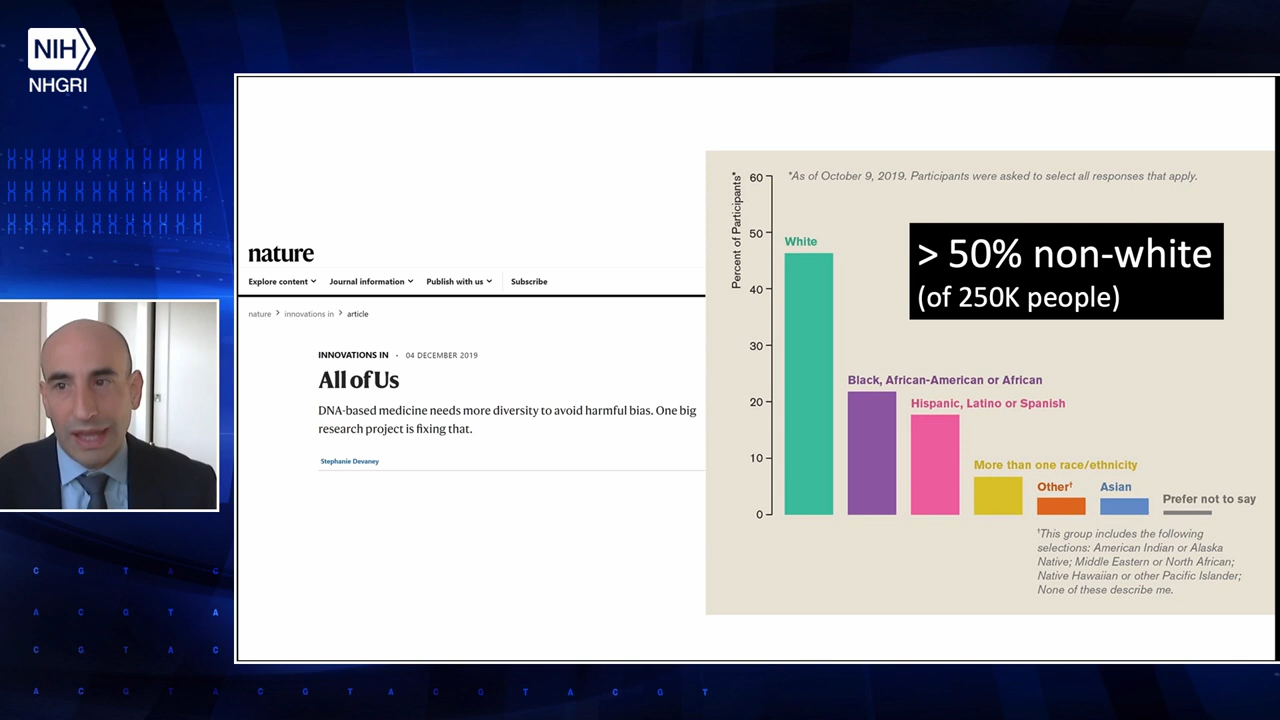 NIH
NHGRI
nature
Explore content Journal information Publish with us Subscribe
nature > innovations in > article
INNOVATIONS IN · 04 DECEMBER 2019
All of Us
DNA-based medicine needs more diversity to avoid harmful bias. One big
research project is fixing that.
Stephanie Devaney
Percent of Participants*
60
50
40
30
20
10
0
*As of October 9, 2019. Participants were asked to select all responses that apply.
> 50% non-white
(of 250K people)
White
Black, African-American or African
Hispanic, Latino or Spanish
More than one race/ethnicity
Other†
Asian
Prefer not to say
†This group includes the following
selections: American Indian or Alaska
Native; Middle Eastern or North African;
Native Hawaiian or other Pacific Islander;
None of these describe me.
C G T A C
A C G T A
C G T A C
A C G T A C G T A C G T A C G T